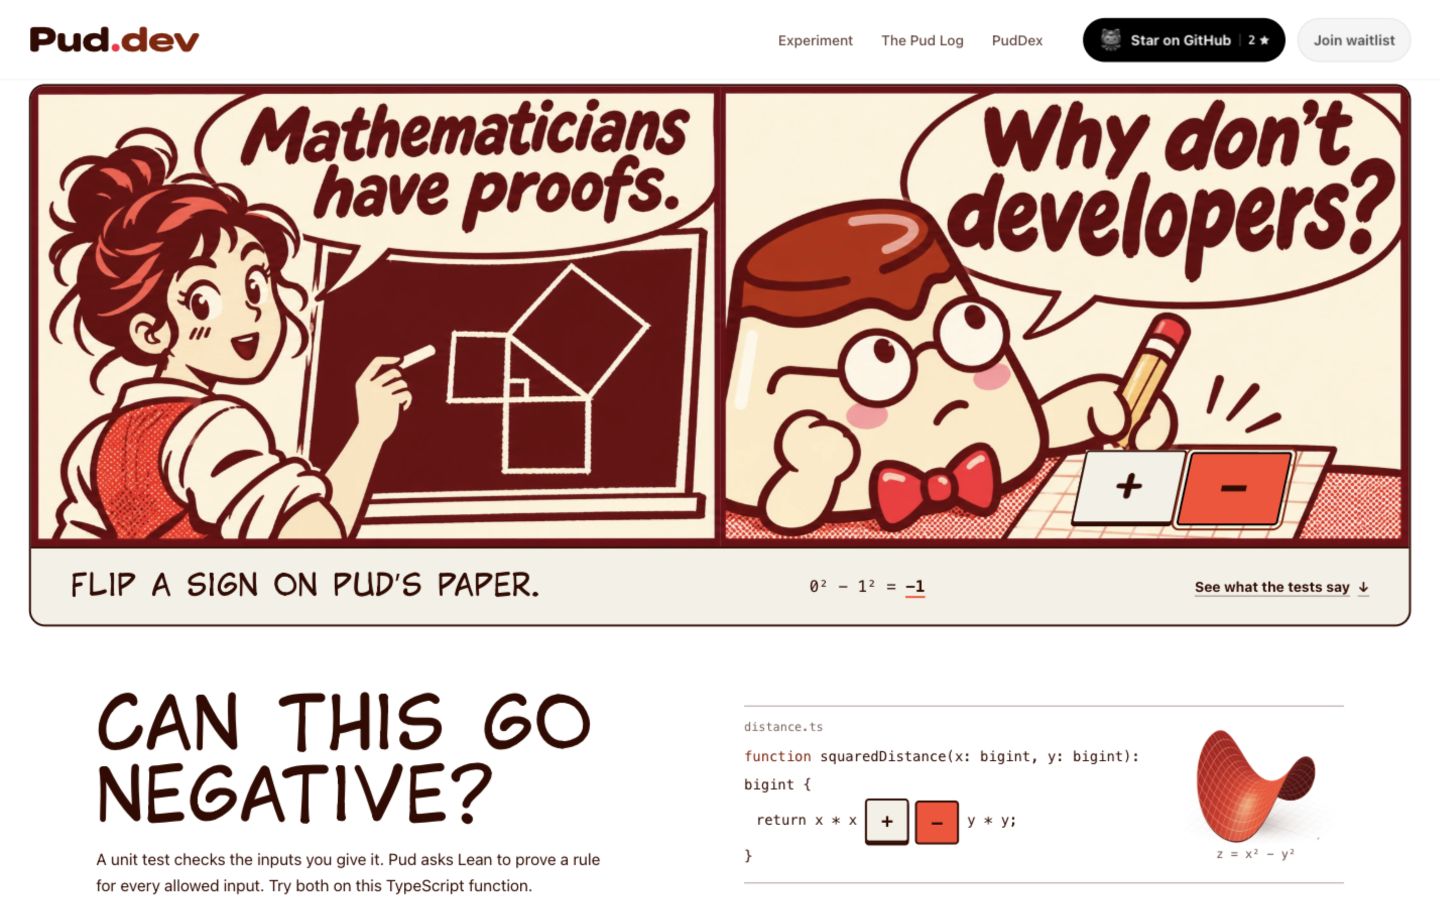 Pud.dev
Experiment
The Pud Log
PudDex
Star on GitHub
2 ★
Join waitlist
Mathematicians
have proofs.
Why don't
developers?
+
−
FLIP A SIGN ON PUD'S PAPER.
0² − 1² = −1
See what the tests say ↓
CAN THIS GO
NEGATIVE?
A unit test checks the inputs you give it. Pud asks Lean to prove a rule
for every allowed input. Try both on this TypeScript function.
distance.ts
function squaredDistance(x: bigint, y: bigint):
bigint {
return x * x + − y * y;
}
z = x² − y²